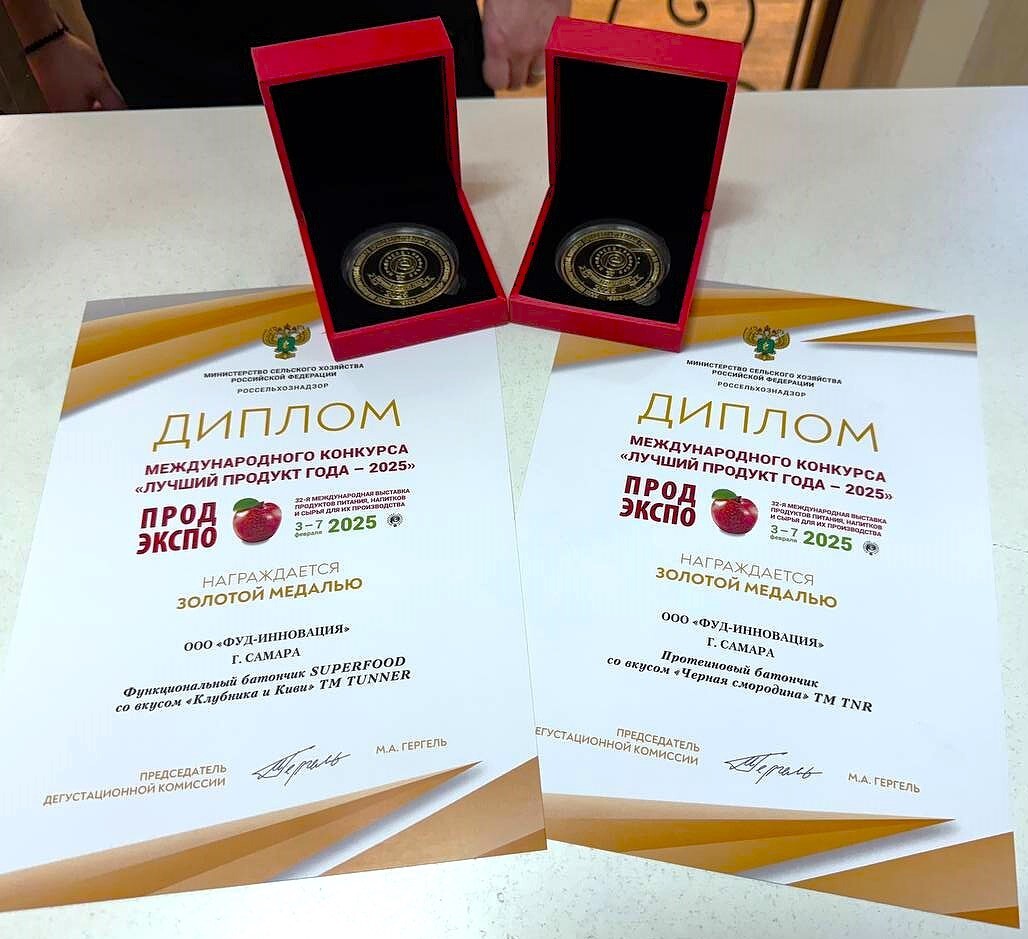 МИНИСТЕРСТВО СЕЛЬСКОГО ХОЗЯЙСТВА
РОССИЙСКОЙ ФЕДЕРАЦИИ
РОССЕЛЬХОЗНАДЗОР
ДИПЛОМ
МЕЖДУНАРОДНОГО КОНКУРСА
«ЛУЧШИЙ ПРОДУКТ ГОДА – 2025»
ПРОД
ЭКСПО
32-Я МЕЖДУНАРОДНАЯ ВЫСТАВКА
ПРОДУКТОВ ПИТАНИЯ, НАПИТКОВ
И СЫРЬЯ ДЛЯ ИХ ПРОИЗВОДСТВА
3–7
февраля 2025
НАГРАЖДАЕТСЯ
ЗОЛОТОЙ МЕДАЛЬЮ
ООО «ФУД-ИННОВАЦИЯ»
Г. САМАРА
Функциональный батончик SUPERFOOD
со вкусом «Клубника и Киви» ТМ TUNNER
ПРЕДСЕДАТЕЛЬ
ДЕГУСТАЦИОННОЙ КОМИССИИ
М.А. ГЕРГЕЛЬ
МИНИСТЕРСТВО СЕЛЬСКОГО ХОЗЯЙСТВА
РОССИЙСКОЙ ФЕДЕРАЦИИ
РОССЕЛЬХОЗНАДЗОР
ДИПЛОМ
МЕЖДУНАРОДНОГО КОНКУРСА
«ЛУЧШИЙ ПРОДУКТ ГОДА – 2025»
ПРОД
ЭКСПО
32-Я МЕЖДУНАРОДНАЯ ВЫСТАВКА
ПРОДУКТОВ ПИТАНИЯ, НАПИТКОВ
И СЫРЬЯ ДЛЯ ИХ ПРОИЗВОДСТВА
3–7
февраля 2025
НАГРАЖДАЕТСЯ
ЗОЛОТОЙ МЕДАЛЬЮ
ООО «ФУД-ИННОВАЦИЯ»
Г. САМАРА
Протеиновый батончик
со вкусом «Черная смородина» ТМ TNR
ПРЕДСЕДАТЕЛЬ
ЕГУСТАЦИОННОЙ КОМИССИИ
М.А. ГЕРГЕЛЬ